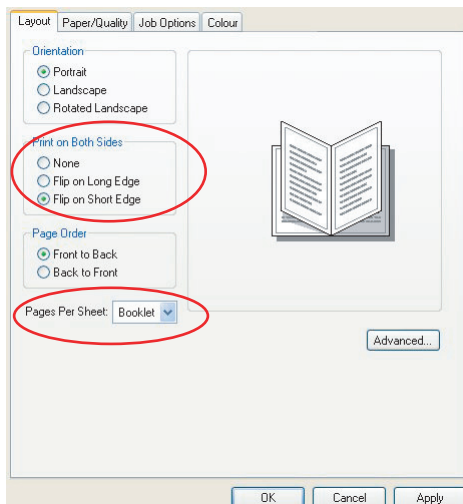 Layout Paper/Quality Job Options Colour
Orientation
Portrait
Landscape
Rotated Landscape
Print on Both Sides
None
Flip on Long Edge
Flip on Short Edge
Page Order
Front to Back
Back to Front
Pages Per Sheet: Booklet
Advanced...
OK Cancel Apply